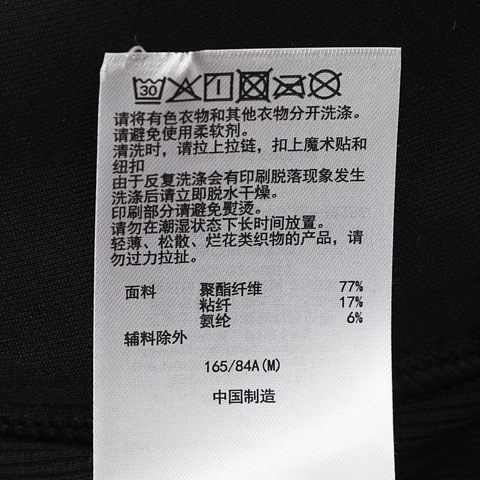 30
请将有色衣物和其他衣物分开洗涤。
请避免使用柔软剂。
清洗时，请拉上拉链，扣上魔术贴和
纽扣
由于反复洗涤会有印刷脱落现象发生
洗涤后请立即脱水干燥。
印刷部分请避免熨烫。
请勿在潮湿状态下长时间放置。
轻薄、松散、烂花类织物的产品，请
勿过力拉扯。
面料 聚酯纤维 77%
粘纤 17%
氨纶 6%
辅料除外
165/84A(M)
中国制造